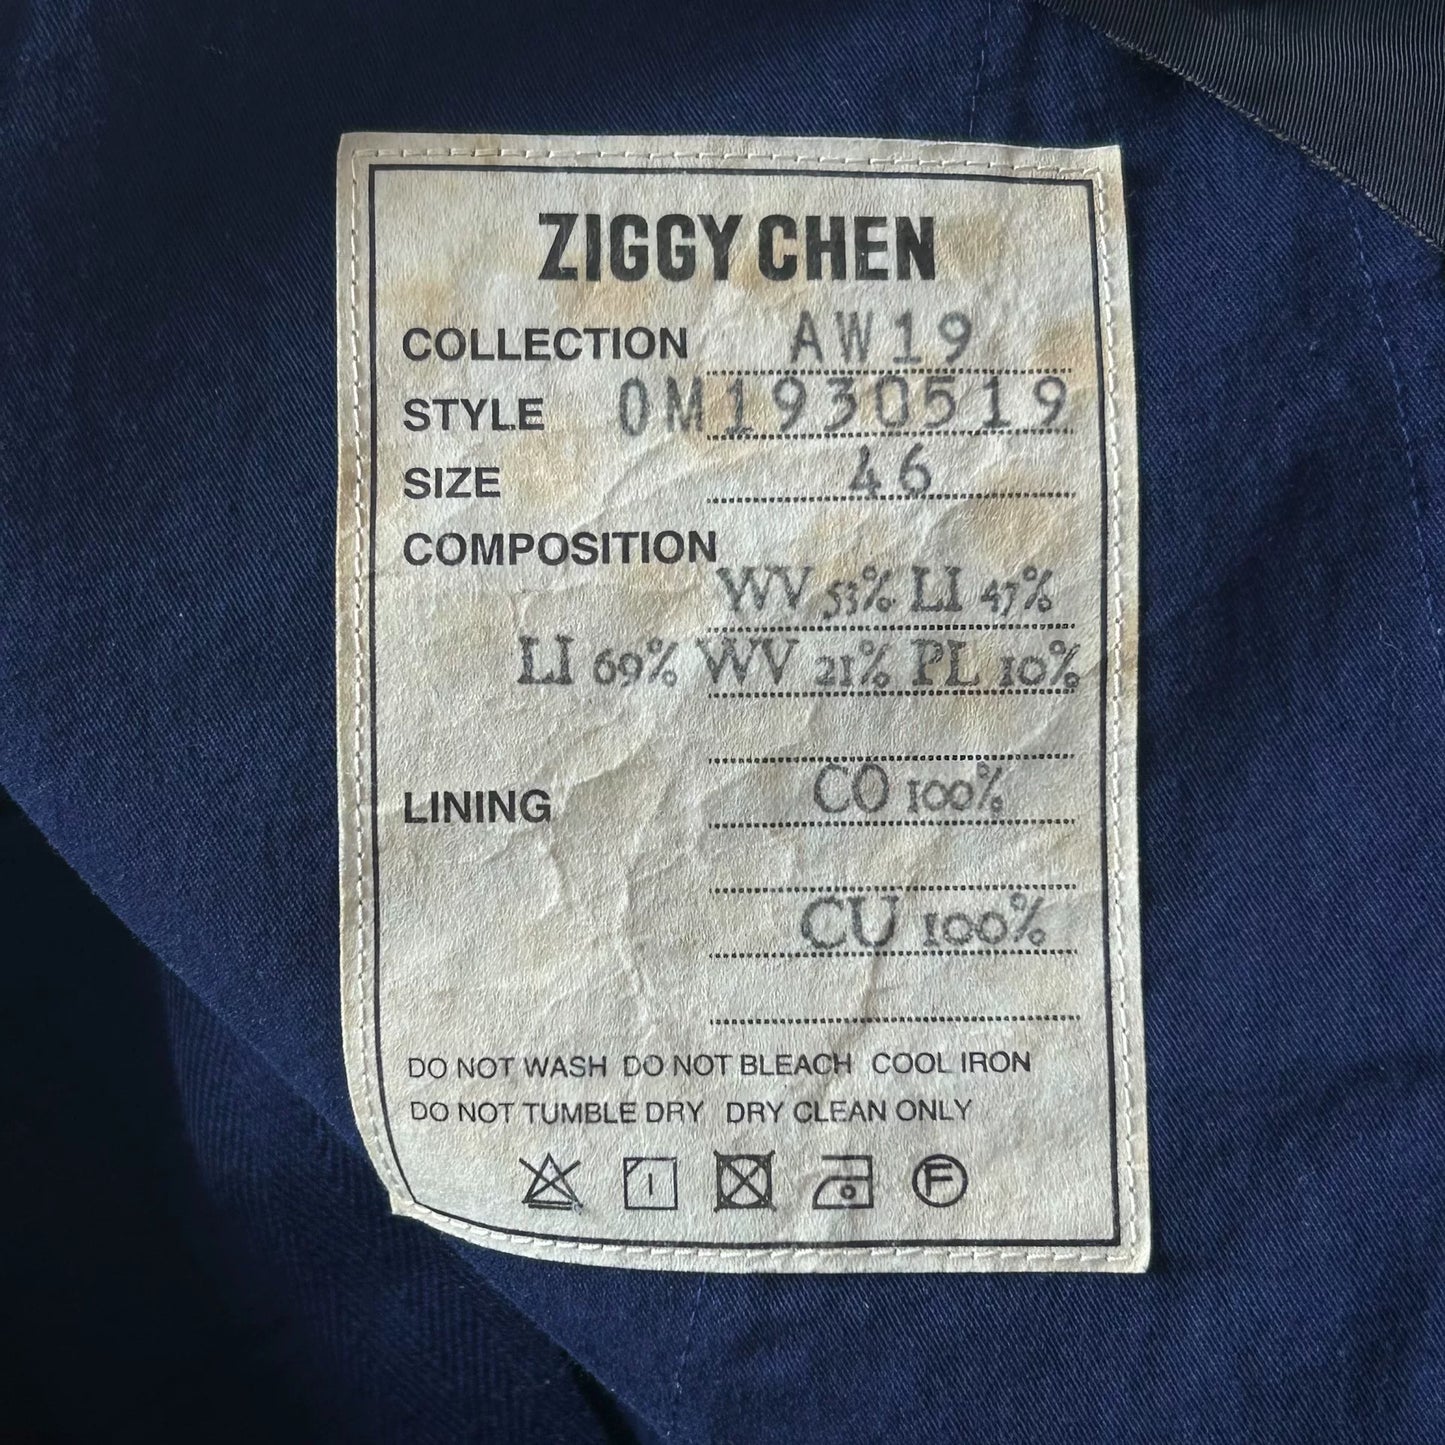 ZIGGY CHEN
COLLECTION AW19
STYLE 0M1930519
SIZE 46
COMPOSITION
WV 53% LI 47%
LI 69% WV 21% PL 10%
LINING CO 100%
CU 100%
DO NOT WASH DO NOT BLEACH COOL IRON
DO NOT TUMBLE DRY DRY CLEAN ONLY
F